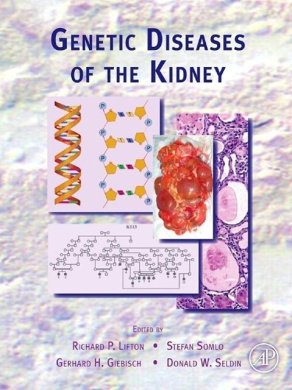 GENETIC DISEASES
OF THE KIDNEY
EDITED BY
RICHARD P. LIFTON • STEFAN SOMLO
GERHARD H. GIEBISCH • DONALD W. SELDIN